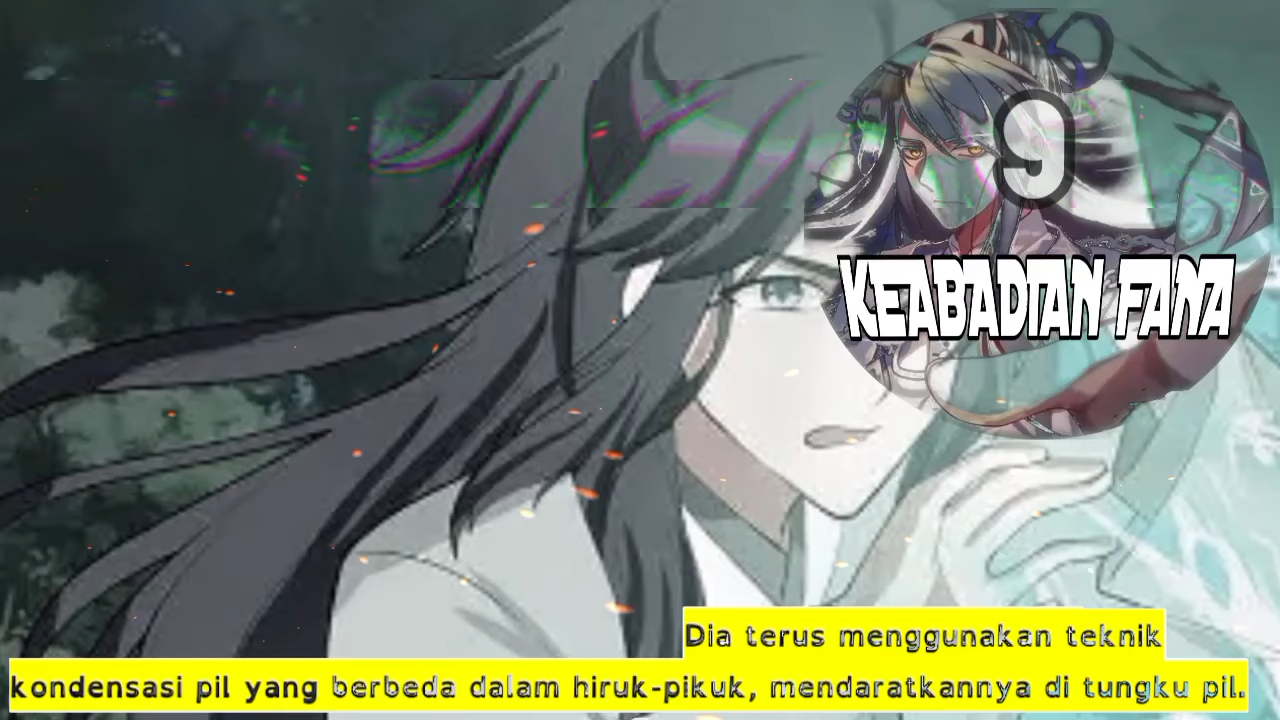 9
KEABADIAN FANA
Dia terus menggunakan teknik
kondensasi pil yang berbeda dalam hiruk-pikuk, mendaratkannya di tungku pil.